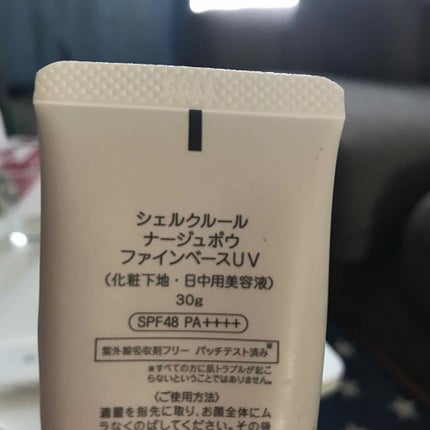 シェルクルール
ナージュポウ
ファインベースUV
(化粧下地・日中用美容液)
30g
SPF48 PA++++
紫外線吸収剤フリー パッチテスト済み※
※すべての方に肌トラブルが起こ
らないということではありません。
〈ご使用方法〉
適量を指先に取り、お顔全体にム
ラなくのばしてください。その後